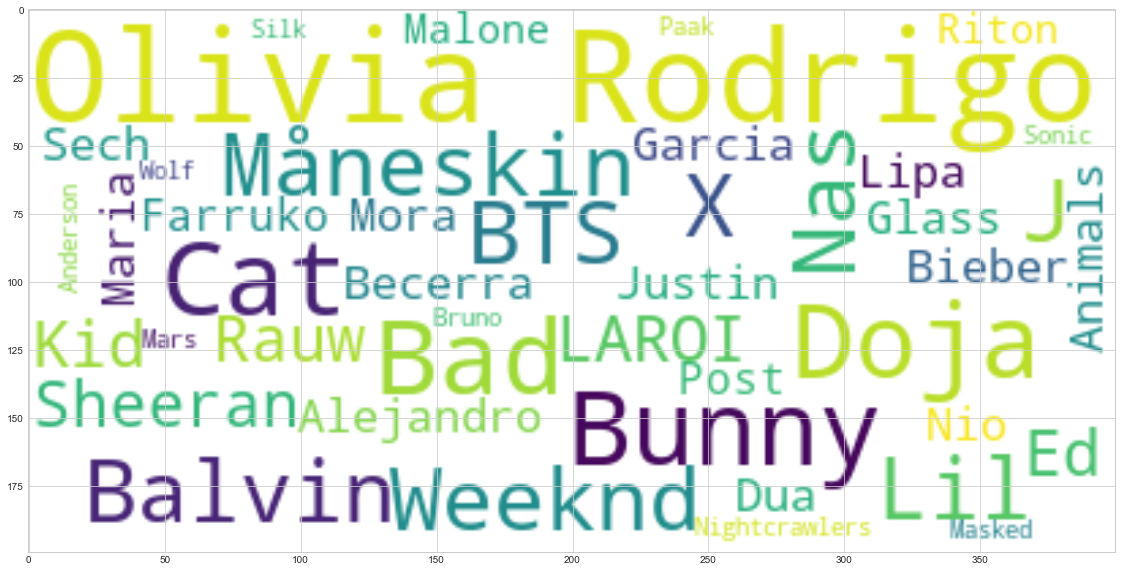 0
Silk Malone Paak Riton
Olivia Rodrigo
25
Sech Måneskin Garcia Nas Sonic
50
Wolf Maria X Lipa
Anderson Farruko Mora BTS Glass J Animals
75
Cat Becerra Justin Bieber
100
Kid Mars Rauw Bruno Bad LAROI Doja
125
Post
Sheeran Alejandro Bunny Nio Ed
150
Balvin Weeknd Dua Lil
175
Nightcrawlers Masked
0 50 100 150 200 250 300 350